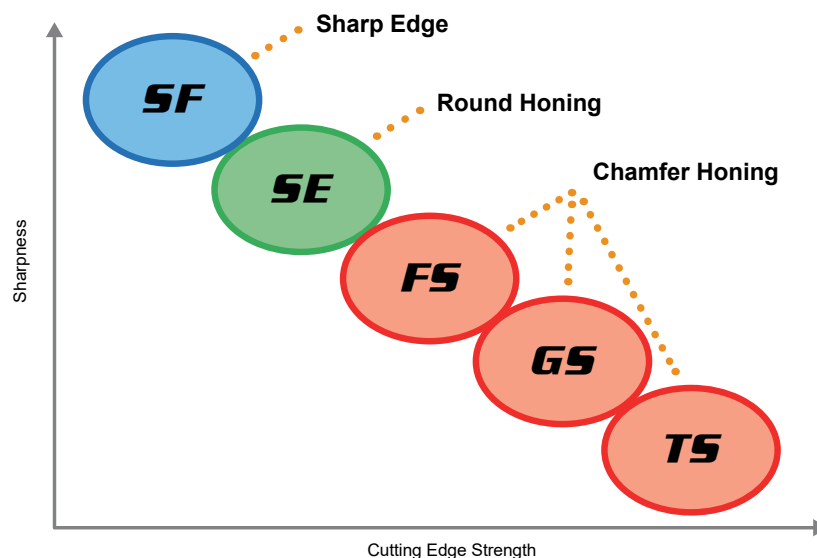 Sharp Edge
SF
Round Honing
SE
Chamfer Honing
FS
GS
TS
Sharpness
Cutting Edge Strength